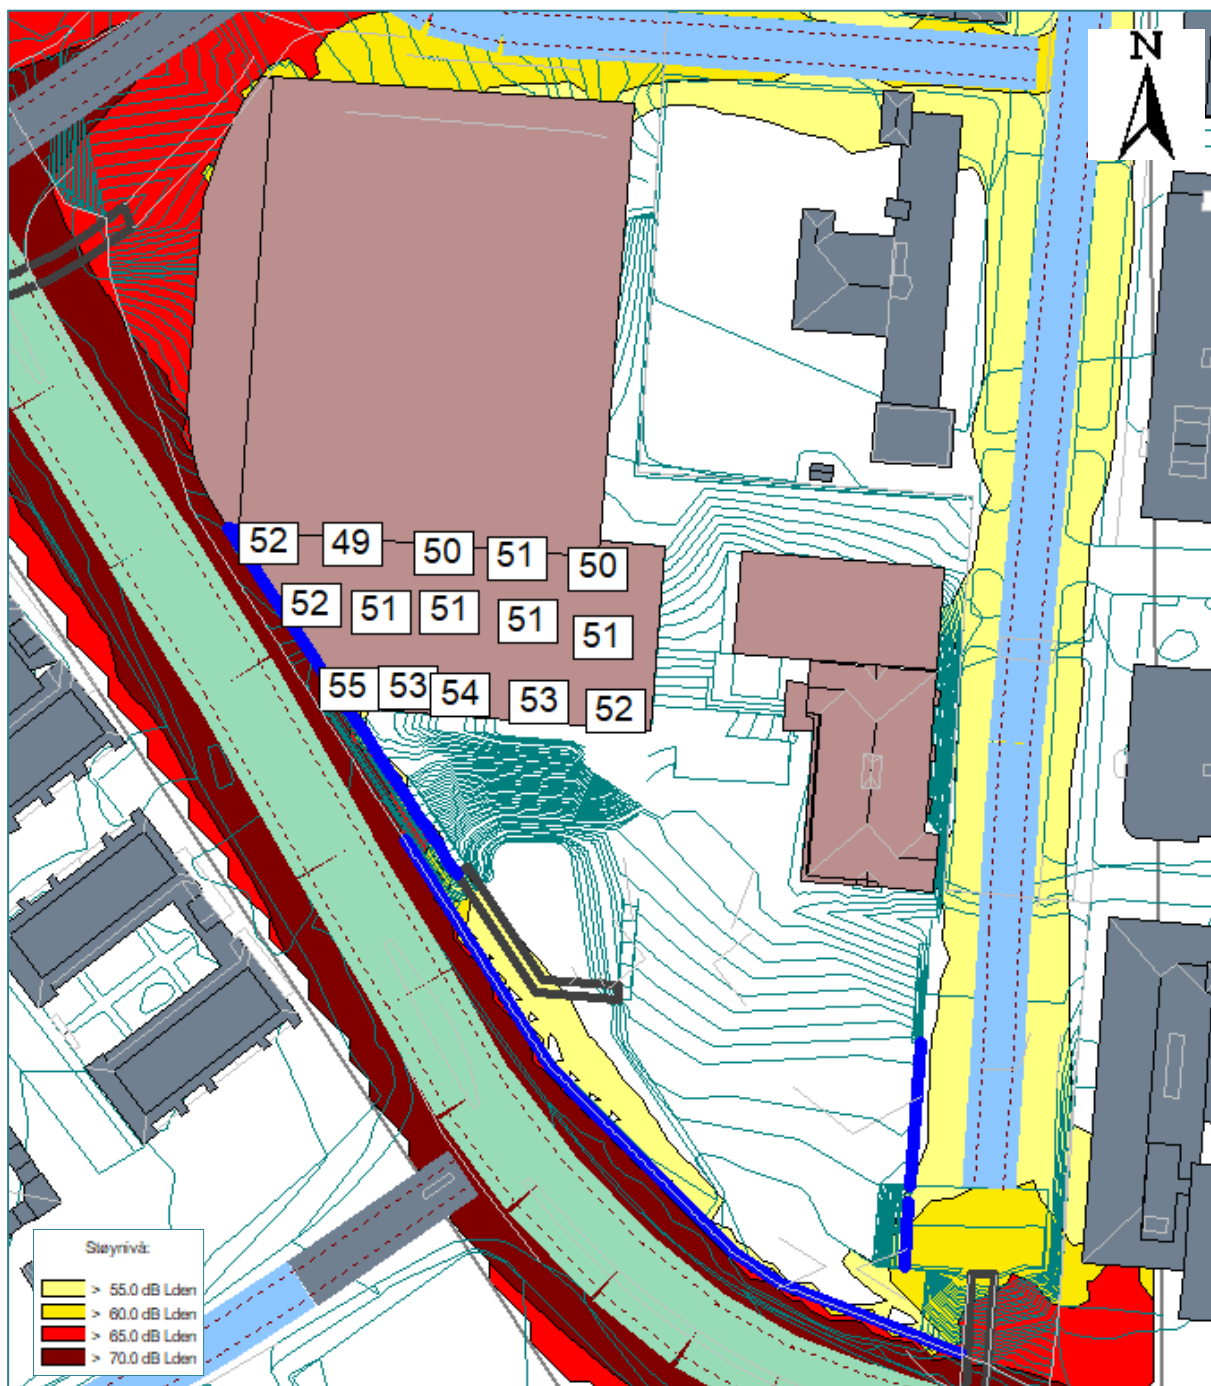 N
52 49 50 51 50
52 51 51 51 51
55 53 54 53 52
Støynivå:
> 55.0 dB Lden
> 60.0 dB Lden
> 65.0 dB Lden
> 70.0 dB Lden